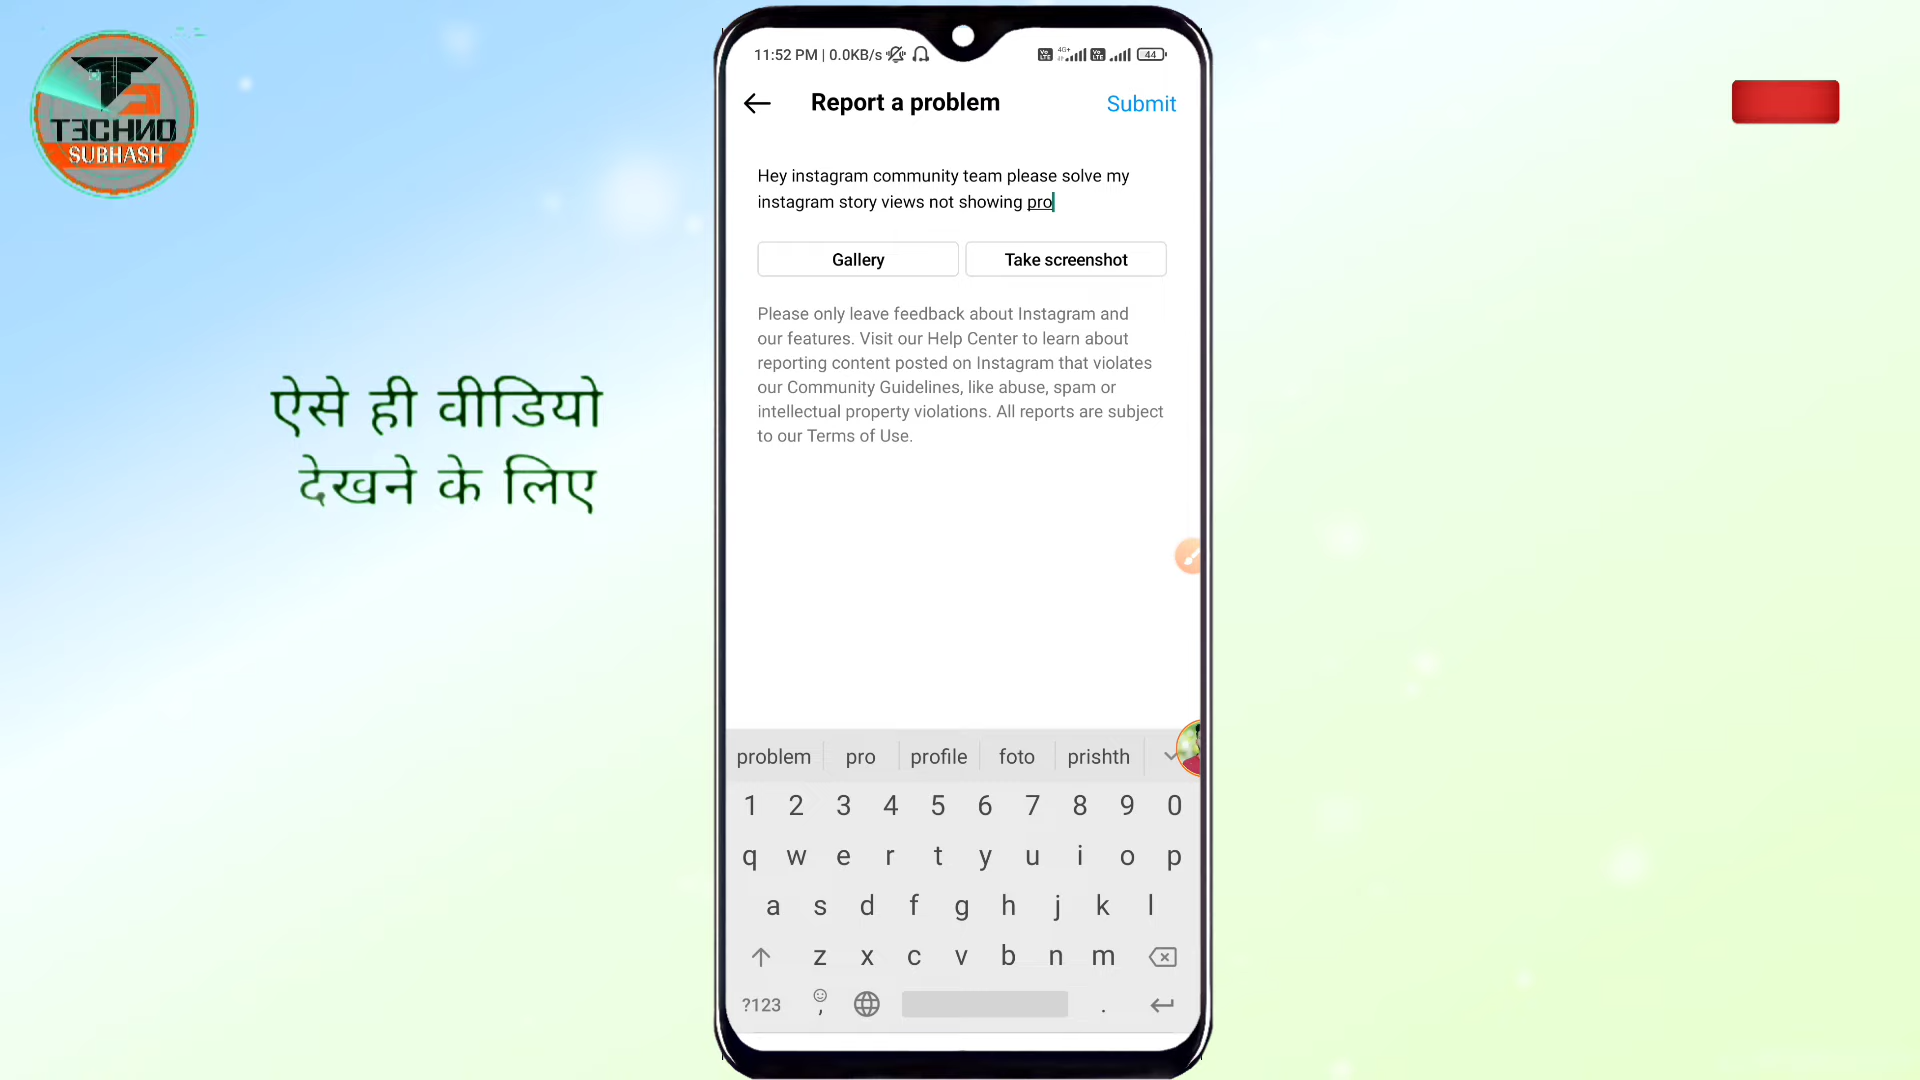 TECHNO
SUBHASH
ऐसे ही वीडियो
देखने के लिए
11:52 PM | 0.0KB/s
44
Report a problem
Submit
Hey instagram community team please solve my
instagram story views not showing pro
Gallery
Take screenshot
Please only leave feedback about Instagram and
our features. Visit our Help Center to learn about
reporting content posted on Instagram that violates
our Community Guidelines, like abuse, spam or
intellectual property violations. All reports are subject
to our Terms of Use.
problem pro profile foto prishth
1 2 3 4 5 6 7 8 9 0
q w e r t y u i o p
a s d f g h j k l
z x c v b n m
?123 , .